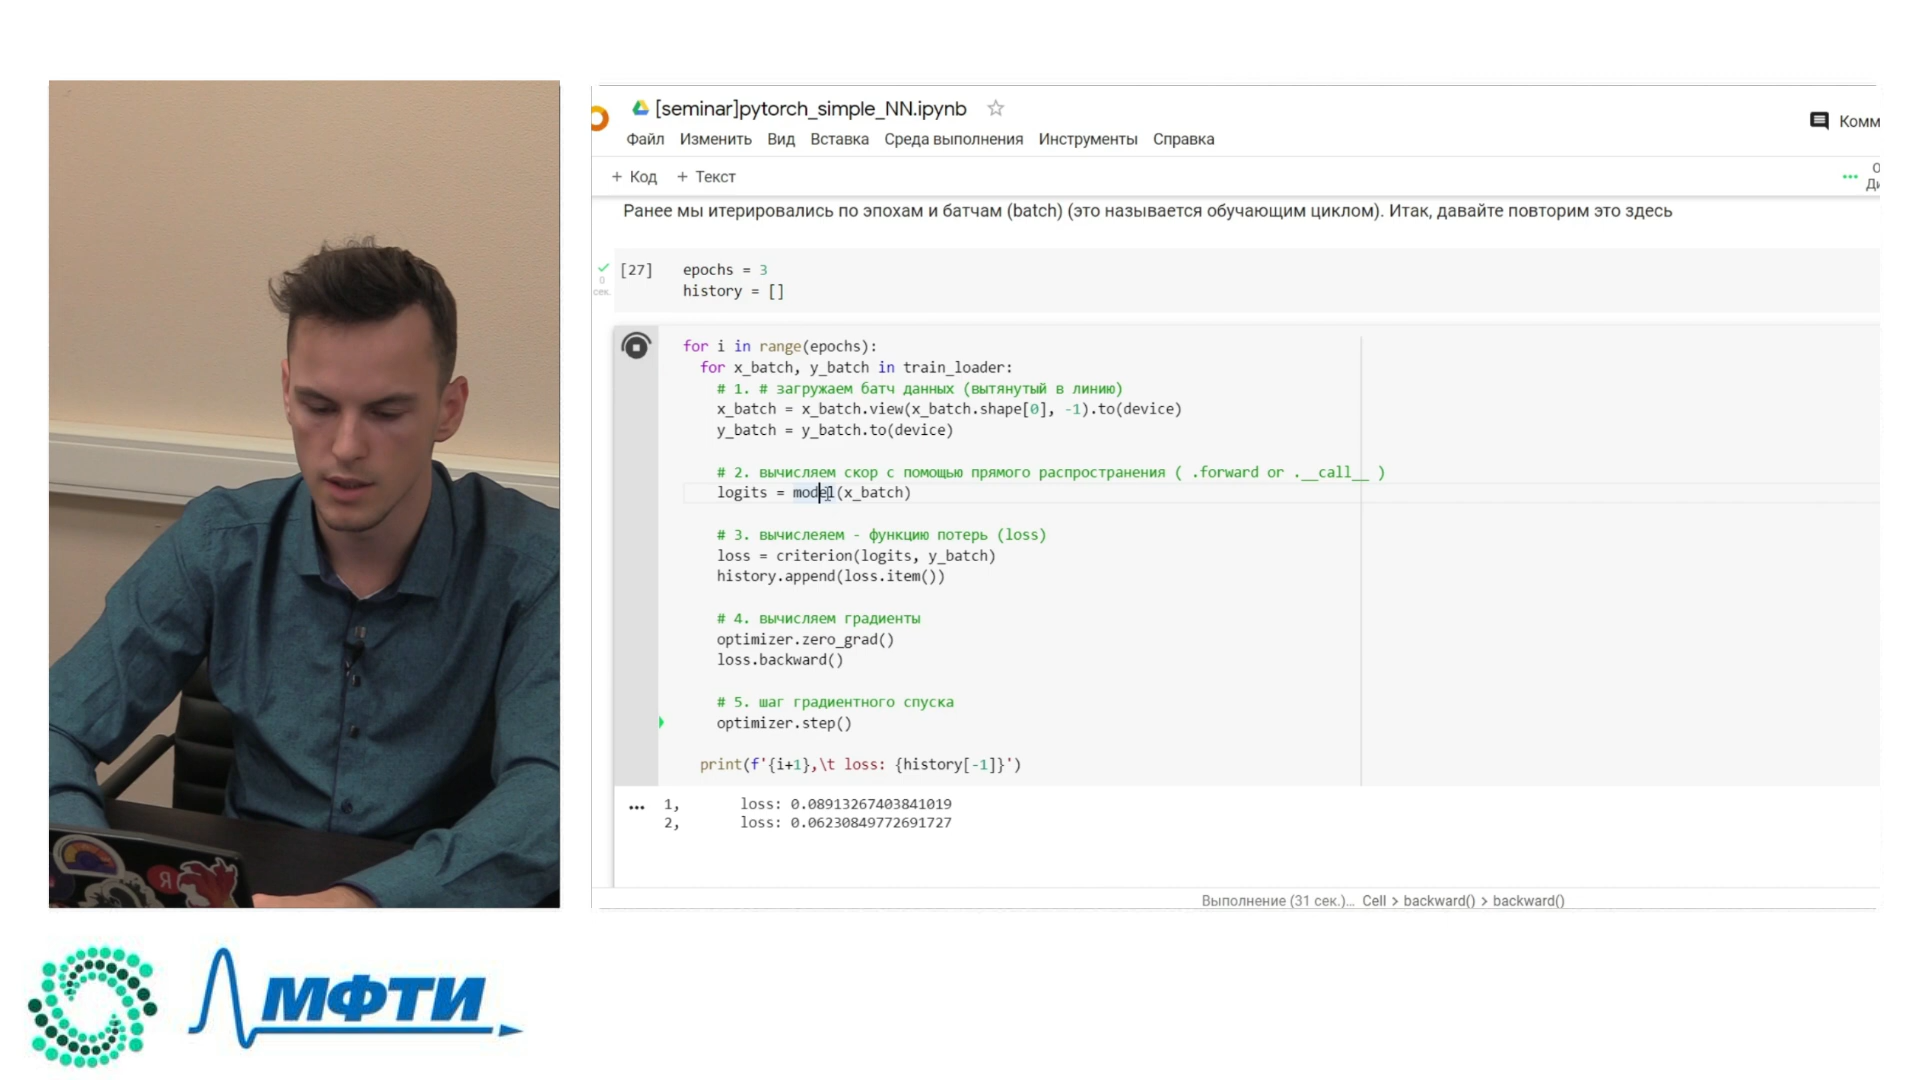 [seminar]pytorch_simple_NN.ipynb
Комм
Файл Изменить Вид Вставка Среда выполнения Инструменты Справка
+ Код + Текст
Ранее мы итерировались по эпохам и батчам (batch) (это называется обучающим циклом). Итак, давайте повторим это здесь
[27] epochs = 3
0
сек. history = []
for i in range(epochs):
for x_batch, y_batch in train_loader:
# 1. # загружаем батч данных (вытянутый в линию)
x_batch = x_batch.view(x_batch.shape[0], -1).to(device)
y_batch = y_batch.to(device)
# 2. вычисляем скор с помощью прямого распространения ( .forward or .__call__ )
logits = model(x_batch)
# 3. вычислеяем - функцию потерь (loss)
loss = criterion(logits, y_batch)
history.append(loss.item())
# 4. вычисляем градиенты
optimizer.zero_grad()
loss.backward()
# 5. шаг градиентного спуска
optimizer.step()
print(f'{i+1},\t loss: {history[-1]}')
1, loss: 0.08913267403841019
2, loss: 0.06230849772691727
Выполнение (31 сек.)... Cell > backward() > backward()
Я
МФТИ